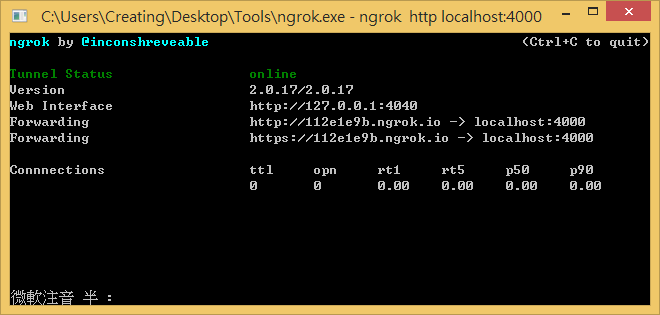 C:\Users\Creating\Desktop\Tools\ngrok.exe - ngrok  http localhost:4000
ngrok by @inconshreveable (Ctrl+C to quit)
Tunnel Status online
Version 2.0.17/2.0.17
Web Interface http://127.0.0.1:4040
Forwarding http://112e1e9b.ngrok.io -> localhost:4000
Forwarding https://112e1e9b.ngrok.io -> localhost:4000
Connnections ttl opn rt1 rt5 p50 p90
0 0 0.00 0.00 0.00 0.00
微軟注音 半 :